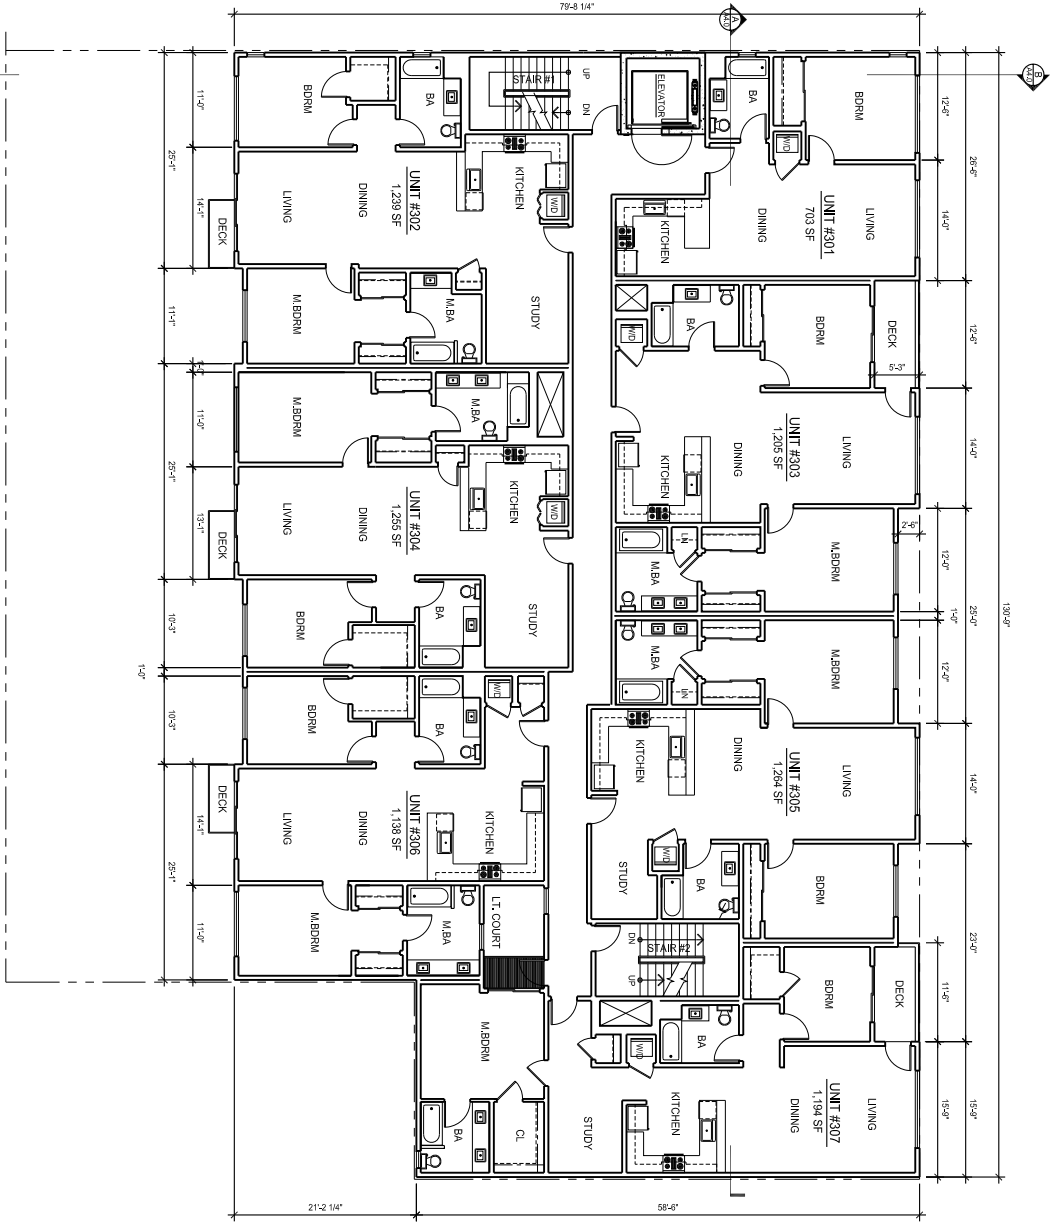 79'-8 1/4"
A
A4.0
B
A4.0
BDRM
BA
STAIR #1
UP
DN
ELEVATOR
BA
BDRM
W/D
11'-0"
25'-1"
14'-1"
11'-1"
12'-6"
26'-6"
14'-0"
LIVING
DINING
UNIT #302
1,239 SF
KITCHEN
W/D
DECK
STUDY
M.BDRM
M.BA
KITCHEN
DINING
UNIT #301
703 SF
LIVING
W/D
BA
BDRM
DECK
5'-3"
12'-6"
1'-0"
M.BDRM
M.BA
11'-0"
25'-1"
13'-1"
10'-3"
LIVING
DINING
UNIT #304
1,255 SF
KITCHEN
W/D
DECK
STUDY
BDRM
BA
KITCHEN
DINING
UNIT #303
1,205 SF
LIVING
14'-0"
2'-6"
12'-0"
LN
M.BA
M.BDRM
1'-0"
25'-0"
130'-9"
12'-0"
M.BA
LN
M.BDRM
1'-0"
10'-3"
BDRM
BA
W/D
KITCHEN
DINING
UNIT #305
1,264 SF
LIVING
14'-0"
DECK
14'-1"
25'-1"
11'-0"
LIVING
DINING
UNIT #306
1,138 SF
KITCHEN
STUDY
W/D
BA
BDRM
M.BDRM
M.BA
LT. COURT
DN
STAIR #2
UP
23'-0"
11'-6"
BDRM
DECK
BA
W/D
M.BDRM
BA
CL
STUDY
KITCHEN
DINING
UNIT #307
1,194 SF
LIVING
15'-9"
15'-9"
21'-2 1/4"
58'-6"